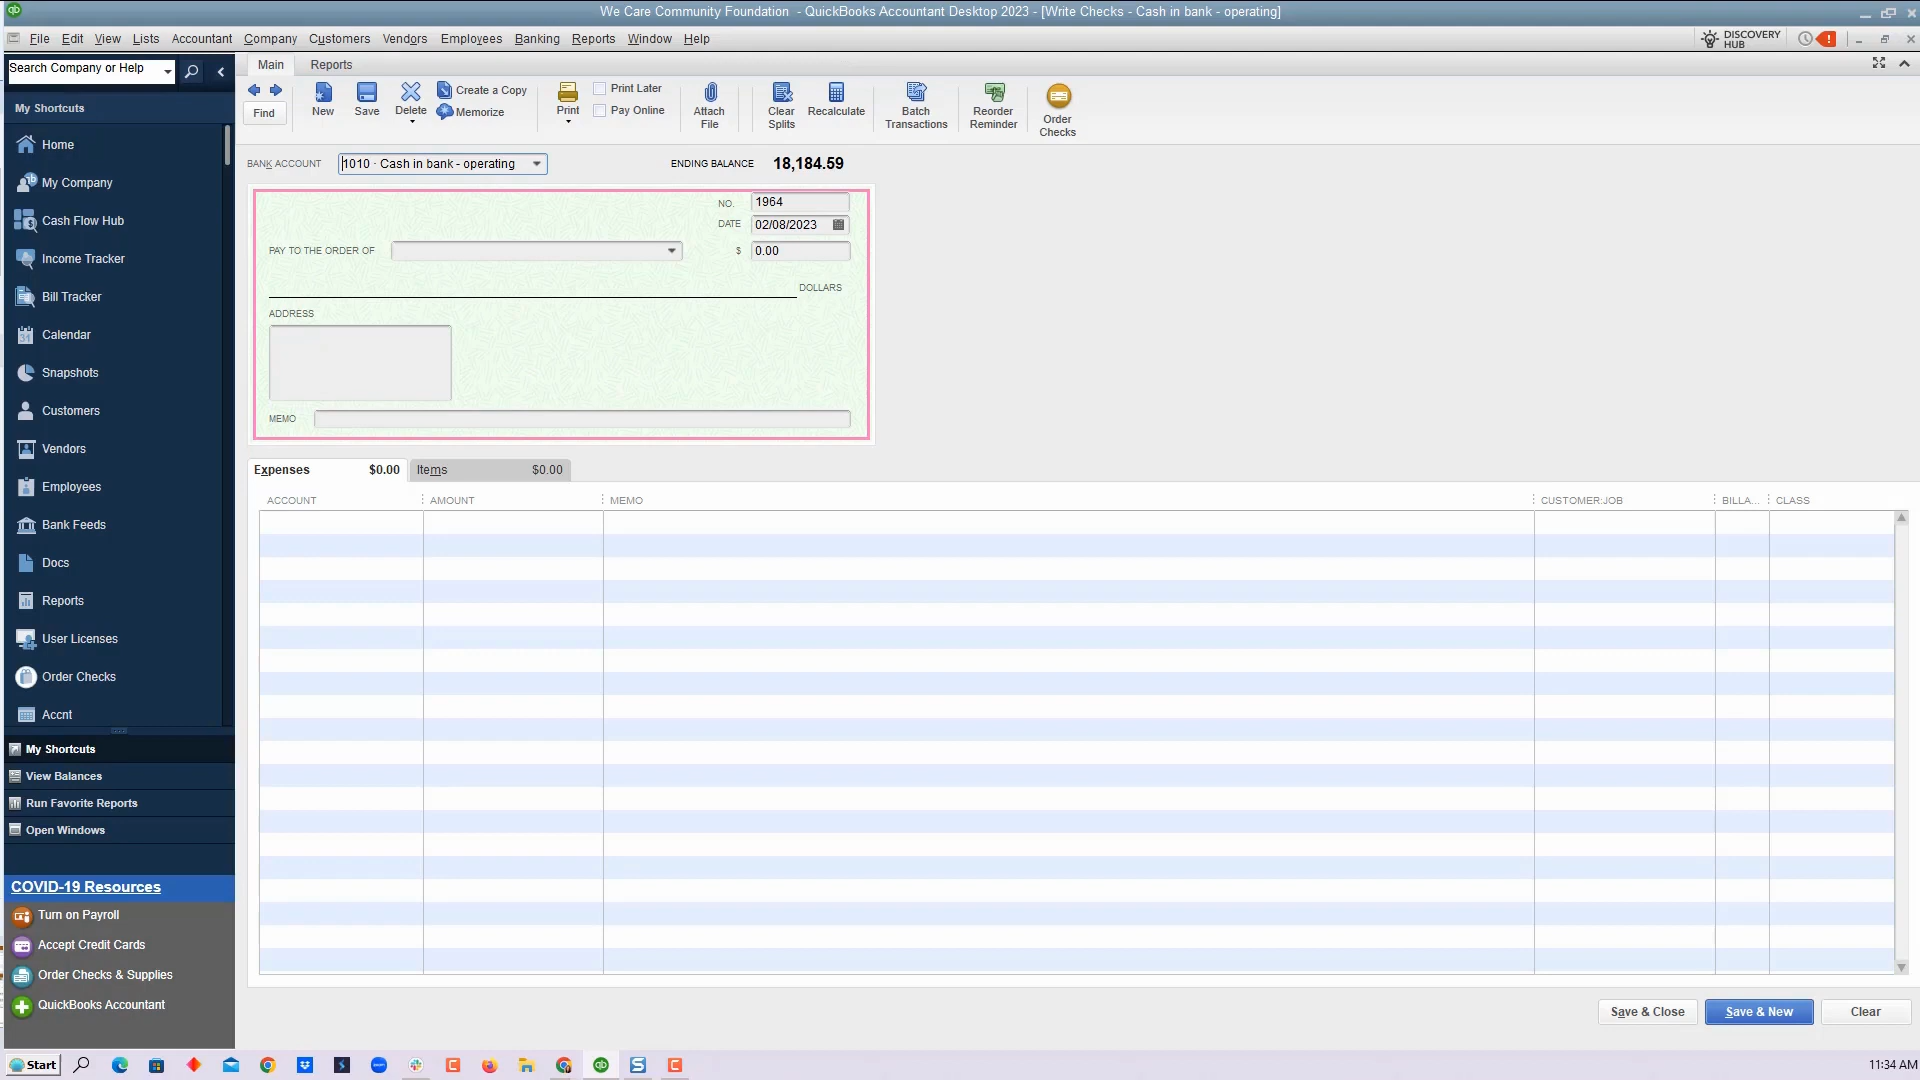 We Care Community Foundation - QuickBooks Accountant Desktop 2023 - [Write Checks - Cash in bank - operating]
File Edit View Lists Accountant Company Customers Vendors Employees Banking Reports Window Help
DISCOVERY HUB
Search Company or Help
My Shortcuts
Home
My Company
Cash Flow Hub
Income Tracker
Bill Tracker
Calendar
Snapshots
Customers
Vendors
Employees
Bank Feeds
Docs
Reports
User Licenses
Order Checks
Accnt
My Shortcuts
View Balances
Run Favorite Reports
Open Windows
COVID-19 Resources
Turn on Payroll
Accept Credit Cards
Order Checks & Supplies
QuickBooks Accountant
Main Reports
Find
New
Save
Delete
Create a Copy
Memorize
Print
Print Later
Pay Online
Attach File
Clear Splits
Recalculate
Batch Transactions
Reorder Reminder
Order Checks
BANK ACCOUNT 1010 · Cash in bank - operating ENDING BALANCE 18,184.59
NO. 1964
DATE 02/08/2023
PAY TO THE ORDER OF $ 0.00
DOLLARS
ADDRESS
MEMO
Expenses $0.00 Items $0.00
ACCOUNT AMOUNT MEMO CUSTOMER:JOB BILLA... CLASS
Save & Close Save & New Clear
Start 11:34 AM